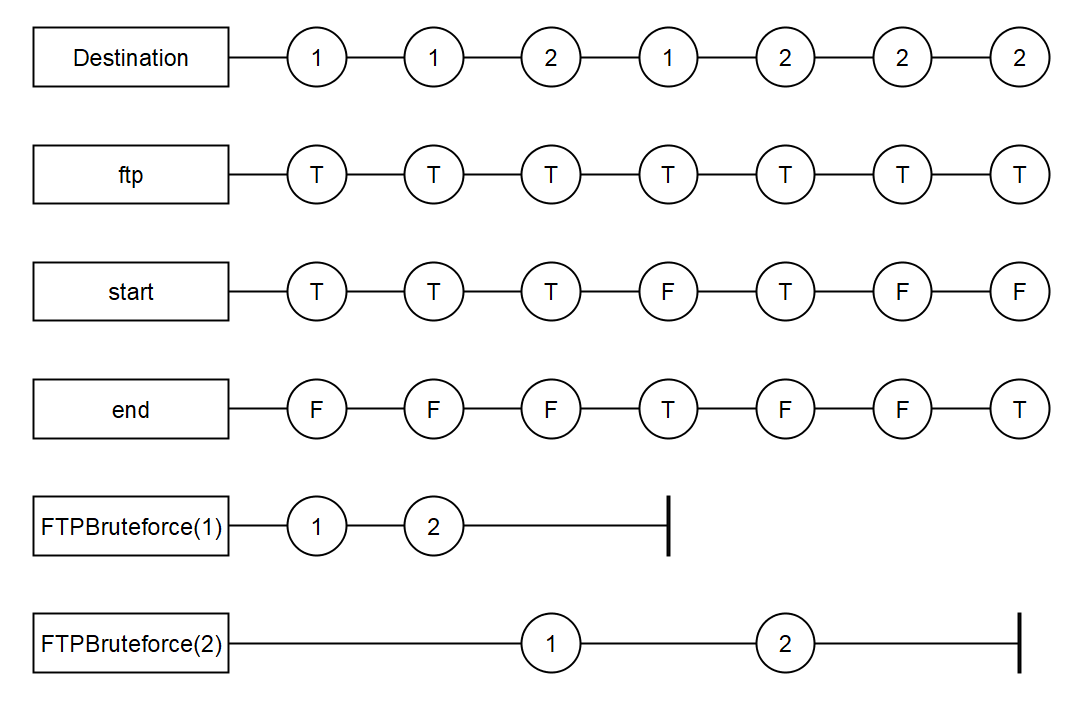 Destination 1 1 2 1 2 2 2
ftp T T T T T T T
start T T T F T F F
end F F F T F F T
FTPBruteforce(1) 1 2
FTPBruteforce(2) 1 2